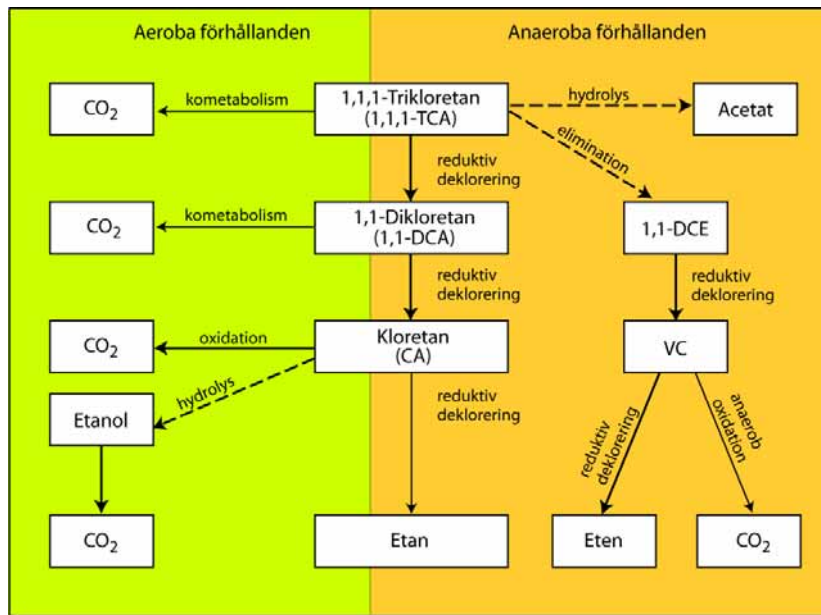 Aeroba förhållanden
Anaeroba förhållanden
CO₂
kometabolism
1,1,1-Trikloretan
(1,1,1-TCA)
hydrolys
Acetat
elimination
reduktiv
deklorering
CO₂
kometabolism
1,1-Dikloretan
(1,1-DCA)
1,1-DCE
reduktiv
deklorering
reduktiv
deklorering
CO₂
oxidation
Kloretan
(CA)
VC
hydrolys
Etanol
reduktiv
deklorering
reduktiv
deklorering
anaerob
oxidation
CO₂
Etan
Eten
CO₂